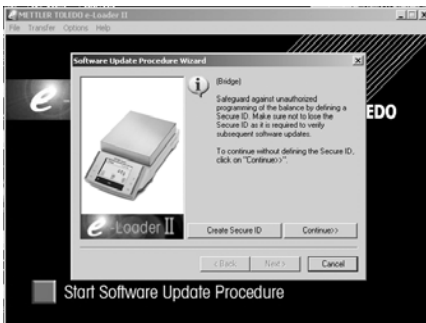 METTLER TOLEDO e-Loader II
File Transfer Options Help
Software Update Procedure Wizard
(Bridge)
Safeguard against unauthorized
programming of the balance by defining a
Secure ID. Make sure not to lose the
Secure ID as it is required to verify
subsequent software updates.
To continue without defining the Secure ID,
click on "Continue>>".
e
EDO
e-Loader II
Create Secure ID
Continue>>
< Back
Next >
Cancel
Start Software Update Procedure